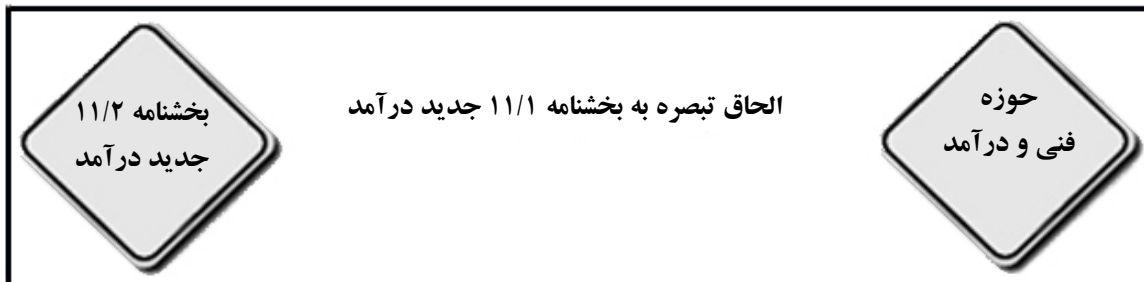 حوزه
فنی و درآمد
الحاق تبصره به بخشنامه ۱۱/۱ جدید درآمد
بخشنامه ۱۱/۲
جدید درآمد